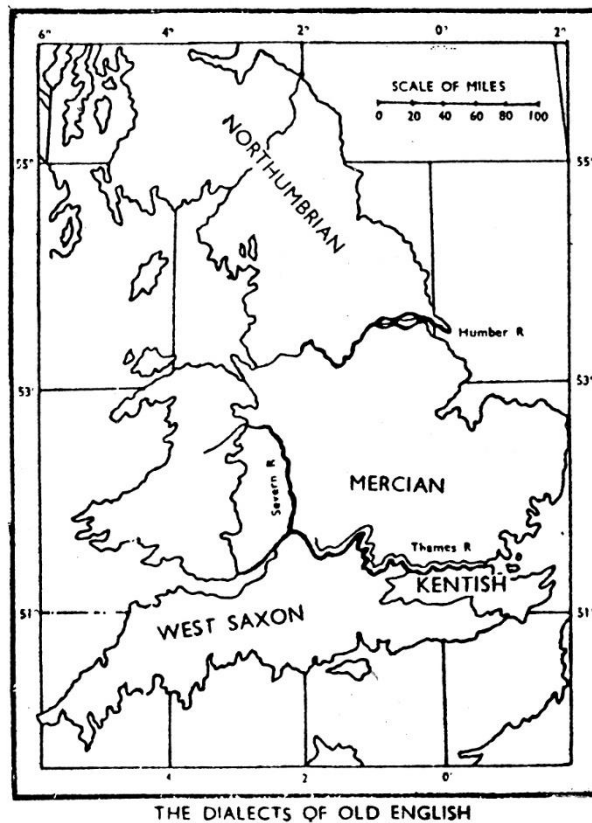 6° 4° 2° 0° 2°
SCALE OF MILES
0 20 40 60 80 100
NORTHUMBRIAN
55° 55°
Humber R
53° 53°
Severn R
MERCIAN
Thames R
KENTISH
51° 51°
WEST SAXON
6° 4° 2° 0°
THE DIALECTS OF OLD ENGLISH